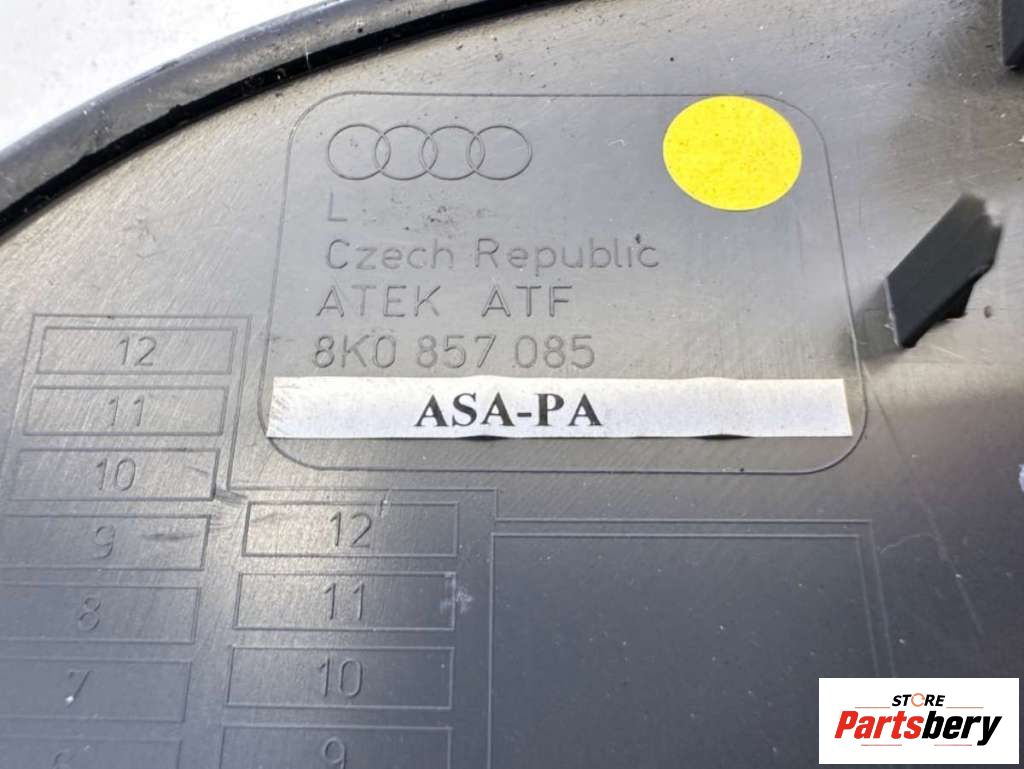 L
Czech Republic
ATEK ATF
8K0 857 085
ASA-PA
12
11
10
9
8
7
12
11
10
9
STORE
Partsbery